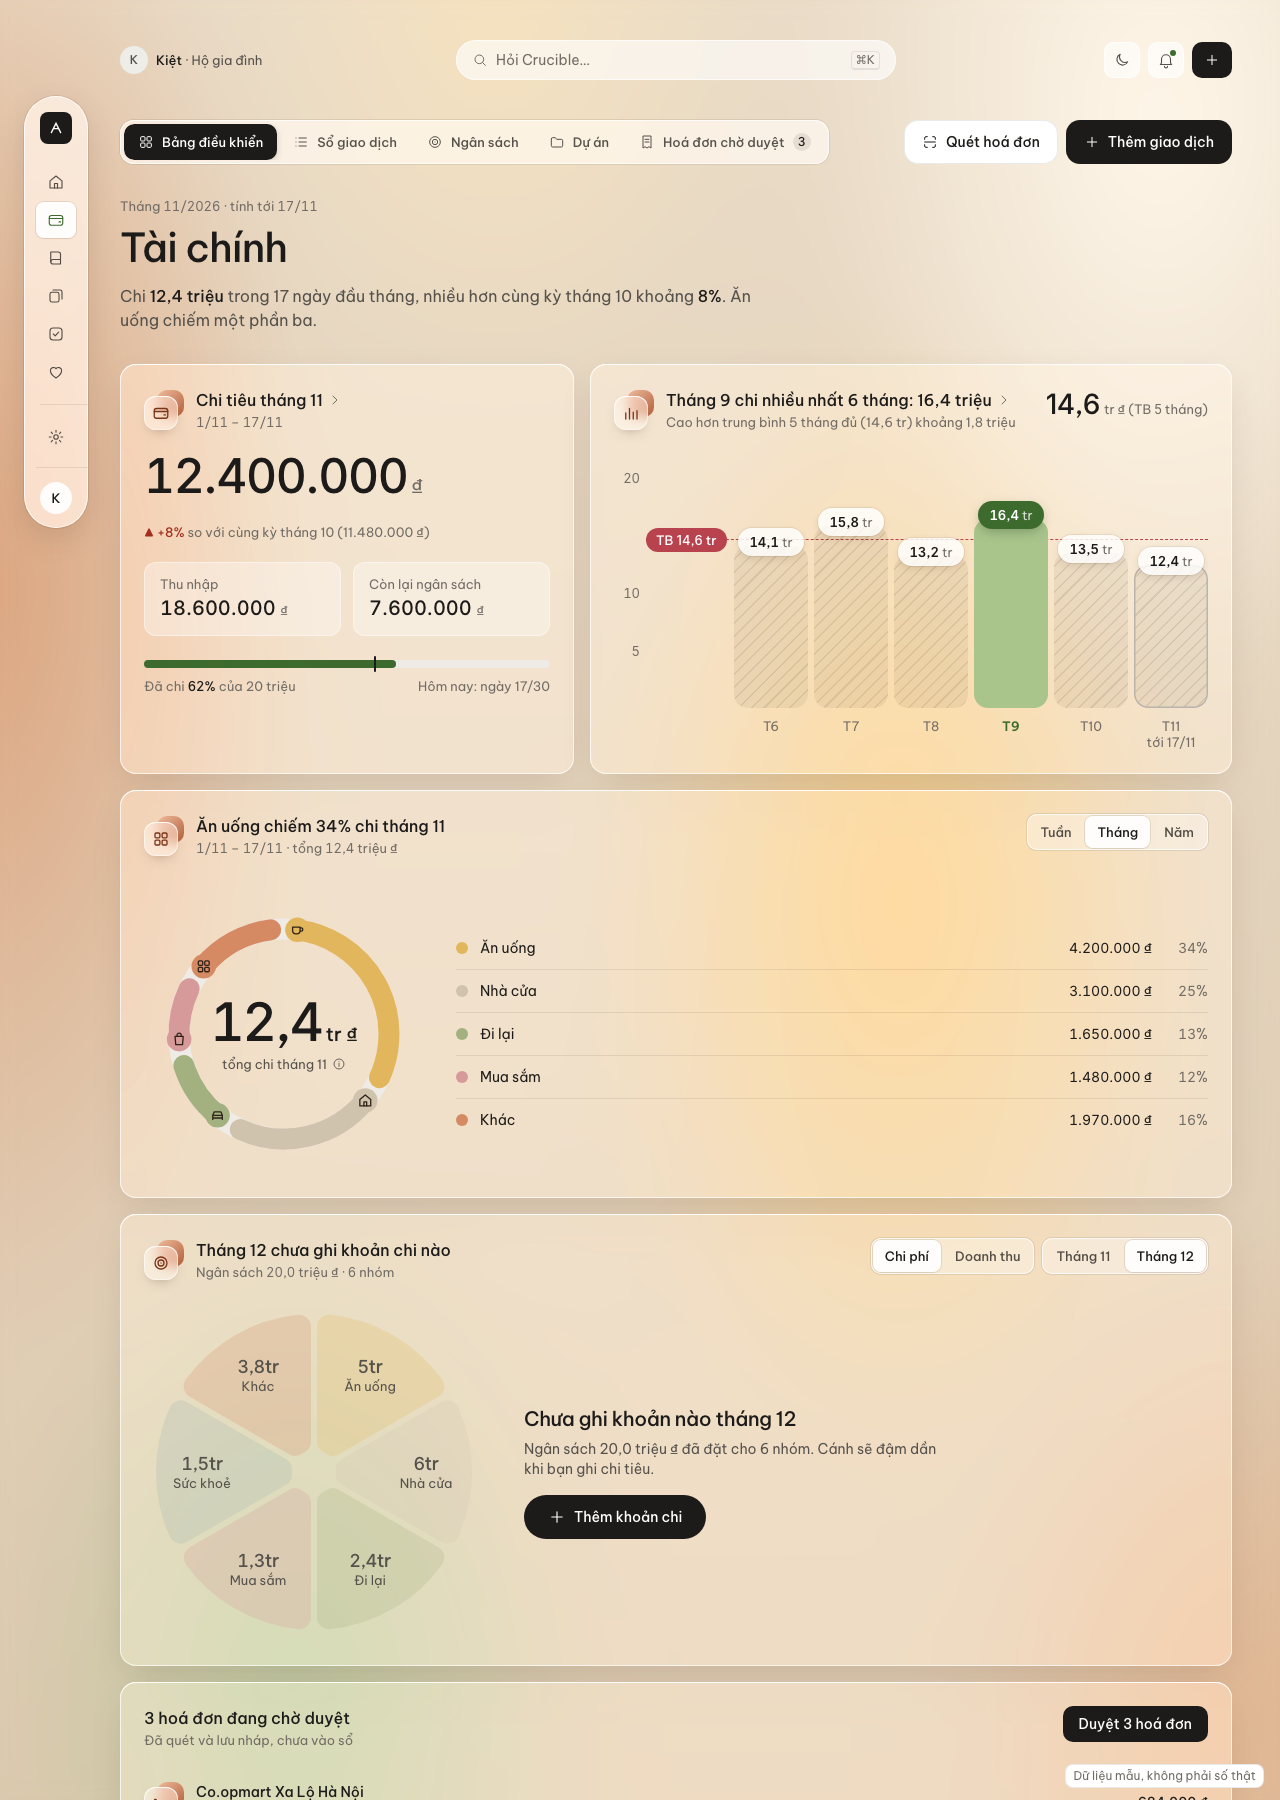 K Kiệt · Hộ gia đình
Hỏi Crucible...
⌘K
Bảng điều khiển
Sổ giao dịch
Ngân sách
Dự án
Hoá đơn chờ duyệt 3
Quét hoá đơn
Thêm giao dịch
Tháng 11/2026 · tính tới 17/11
Tài chính
Chi 12,4 triệu trong 17 ngày đầu tháng, nhiều hơn cùng kỳ tháng 10 khoảng 8%. Ăn
uống chiếm một phần ba.
K
Chi tiêu tháng 11
1/11 – 17/11
12.400.000 ₫
+8% so với cùng kỳ tháng 10 (11.480.000 ₫)
Thu nhập
18.600.000 ₫
Còn lại ngân sách
7.600.000 ₫
Đã chi 62% của 20 triệu
Hôm nay: ngày 17/30
Tháng 9 chi nhiều nhất 6 tháng: 16,4 triệu
Cao hơn trung bình 5 tháng đủ (14,6 tr) khoảng 1,8 triệu
14,6 tr ₫ (TB 5 tháng)
20
10
5
TB 14,6 tr
14,1 tr
15,8 tr
13,2 tr
16,4 tr
13,5 tr
12,4 tr
T6
T7
T8
T9
T10
T11
tới 17/11
Ăn uống chiếm 34% chi tháng 11
1/11 – 17/11 · tổng 12,4 triệu ₫
Tuần
Tháng
Năm
12,4 tr ₫
tổng chi tháng 11
Ăn uống 4.200.000 ₫ 34%
Nhà cửa 3.100.000 ₫ 25%
Đi lại 1.650.000 ₫ 13%
Mua sắm 1.480.000 ₫ 12%
Khác 1.970.000 ₫ 16%
Tháng 12 chưa ghi khoản chi nào
Ngân sách 20,0 triệu ₫ · 6 nhóm
Chi phí
Doanh thu
Tháng 11
Tháng 12
3,8tr
Khác
5tr
Ăn uống
1,5tr
Sức khoẻ
6tr
Nhà cửa
1,3tr
Mua sắm
2,4tr
Đi lại
Chưa ghi khoản nào tháng 12
Ngân sách 20,0 triệu ₫ đã đặt cho 6 nhóm. Cánh sẽ đậm dần
khi bạn ghi chi tiêu.
Thêm khoản chi
3 hoá đơn đang chờ duyệt
Đã quét và lưu nháp, chưa vào sổ
Duyệt 3 hoá đơn
Co.opmart Xa Lộ Hà Nội
Dữ liệu mẫu, không phải số thật